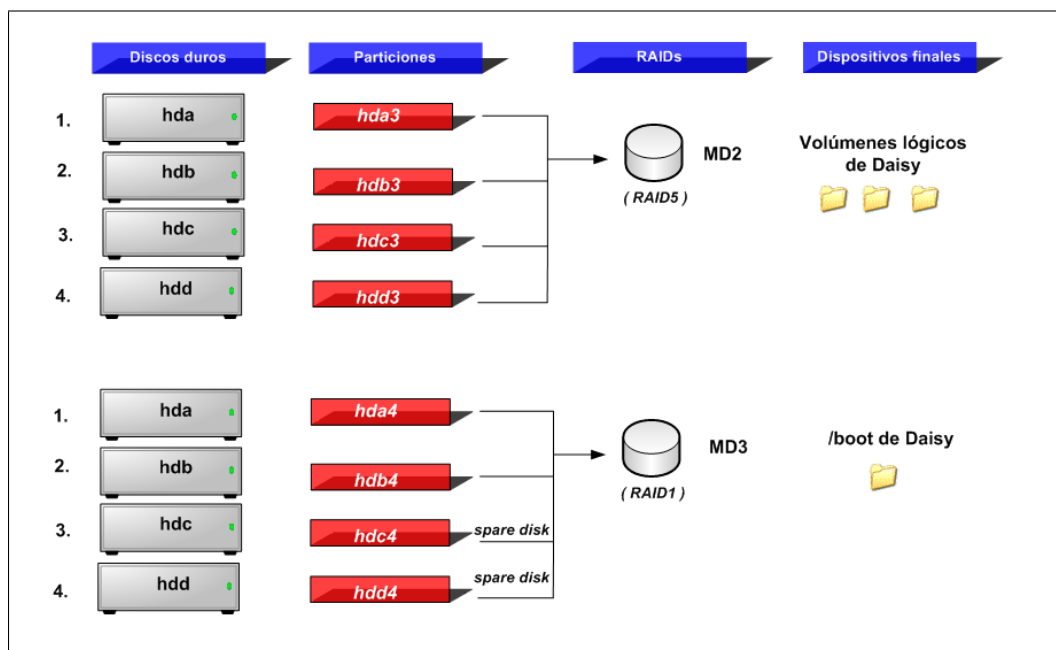 Discos duros
Particiones
RAIDs
Dispositivos finales
1.
hda
hda3
2.
hdb
hdb3
3.
hdc
hdc3
4.
hdd
hdd3
MD2
( RAID5 )
Volúmenes lógicos
de Daisy
1.
hda
hda4
2.
hdb
hdb4
3.
hdc
hdc4
spare disk
4.
hdd
hdd4
spare disk
MD3
( RAID1 )
/boot de Daisy